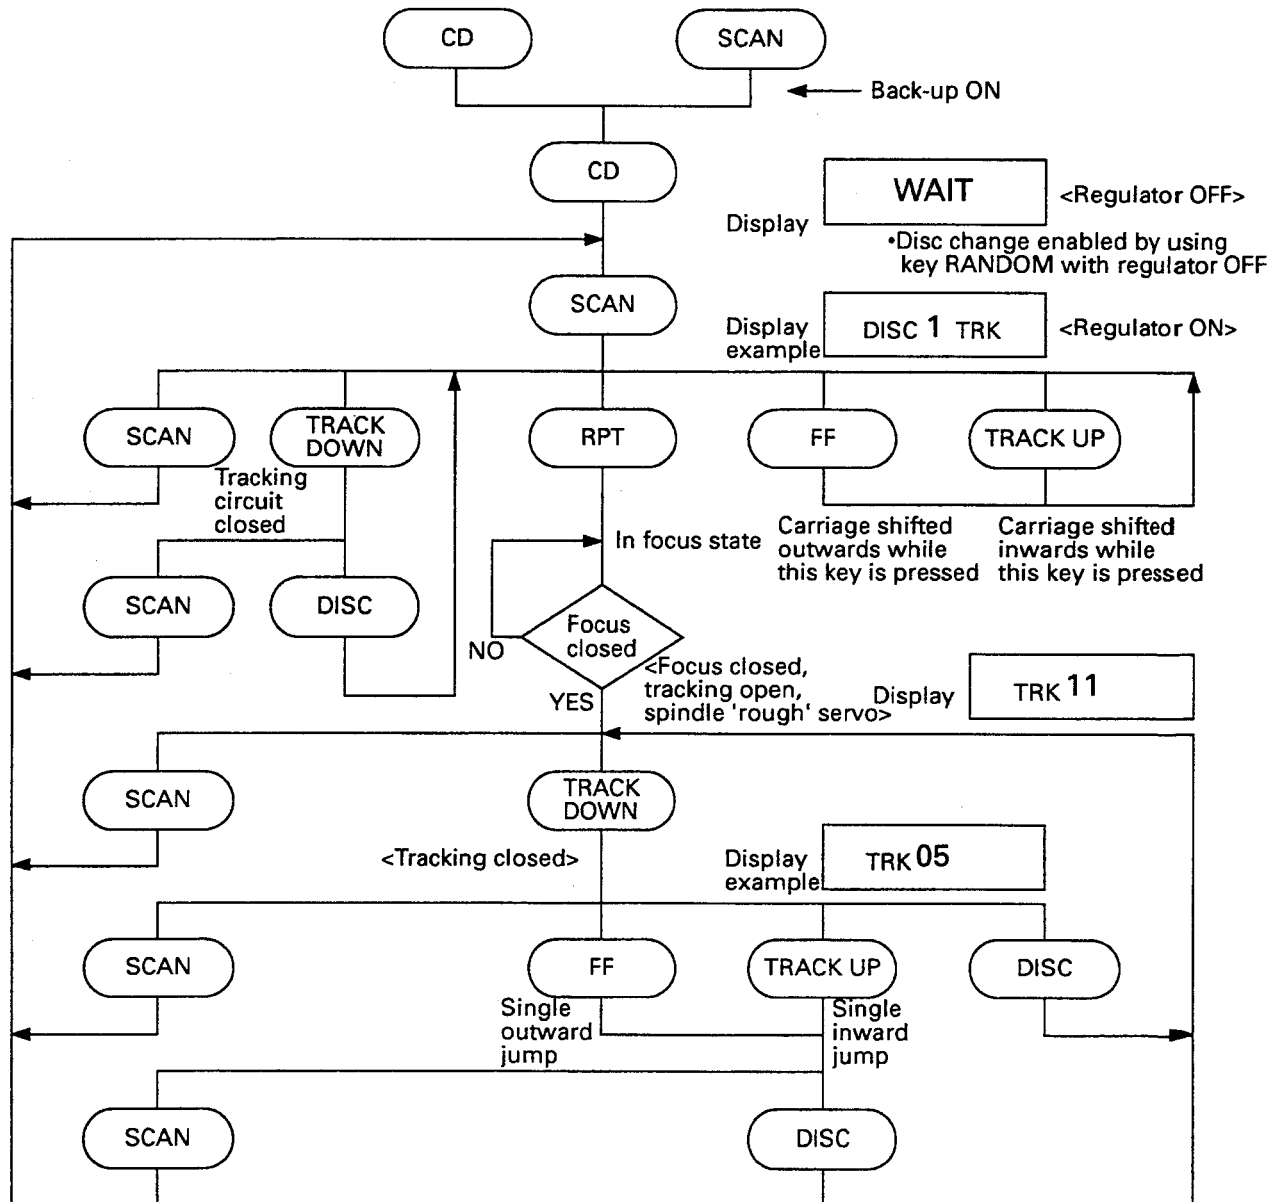 CD
SCAN
Back-up ON
CD
WAIT
<Regulator OFF>
Display
•Disc change enabled by using
key RANDOM with regulator OFF
SCAN
Display
example
DISC 1 TRK
<Regulator ON>
SCAN
TRACK
DOWN
RPT
FF
TRACK UP
Tracking
circuit
closed
In focus state
Carriage shifted
outwards while
this key is pressed
Carriage shifted
inwards while
this key is pressed
SCAN
DISC
Focus
closed
NO
YES
<Focus closed,
tracking open,
spindle 'rough' servo>
Display
TRK 11
SCAN
TRACK
DOWN
<Tracking closed>
Display
example
TRK 05
SCAN
FF
TRACK UP
DISC
Single
outward
jump
Single
inward
jump
SCAN
DISC